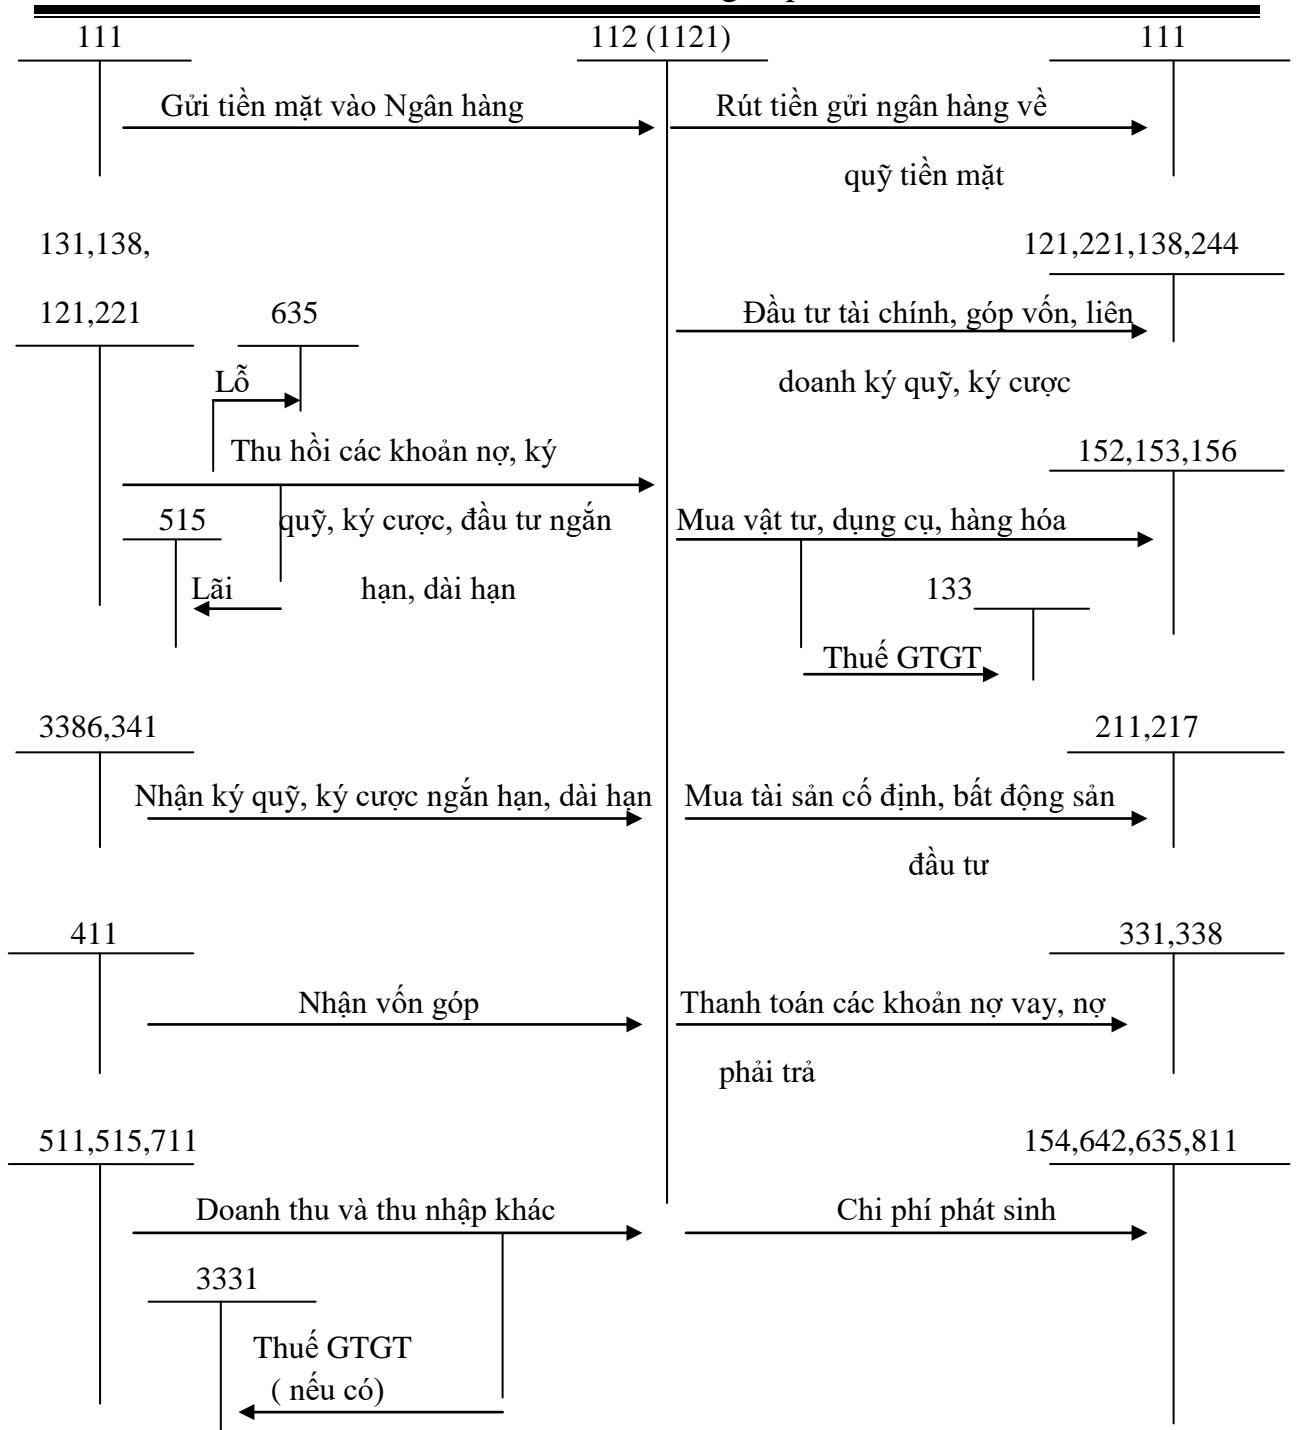 111
112 (1121)
111
Gửi tiền mặt vào Ngân hàng
Rút tiền gửi ngân hàng về
quỹ tiền mặt
131,138,
121,221,138,244
121,221
635
Đầu tư tài chính, góp vốn, liên
Lỗ
doanh ký quỹ, ký cược
Thu hồi các khoản nợ, ký
152,153,156
515
quỹ, ký cược, đầu tư ngắn
Mua vật tư, dụng cụ, hàng hóa
Lãi
hạn, dài hạn
133
Thuế GTGT
3386,341
211,217
Nhận ký quỹ, ký cược ngắn hạn, dài hạn
Mua tài sản cố định, bất động sản
đầu tư
411
331,338
Nhận vốn góp
Thanh toán các khoản nợ vay, nợ
phải trả
511,515,711
154,642,635,811
Doanh thu và thu nhập khác
Chi phí phát sinh
3331
Thuế GTGT
( nếu có)